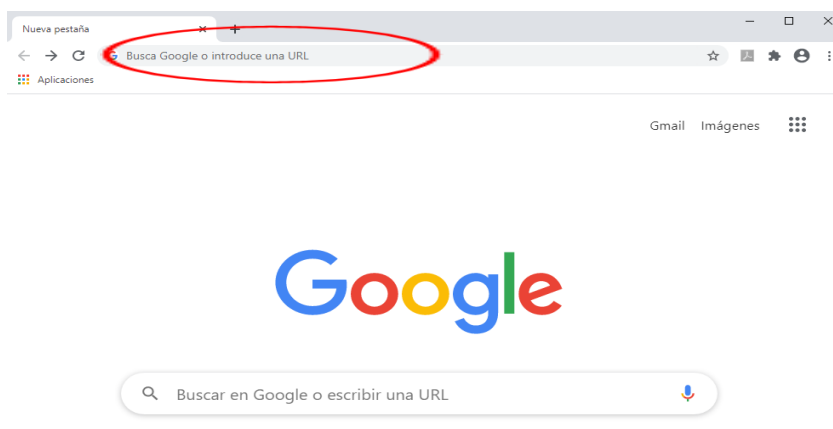 Nueva pestaña
G Busca Google o introduce una URL
Aplicaciones
Gmail Imágenes
Google
Buscar en Google o escribir una URL